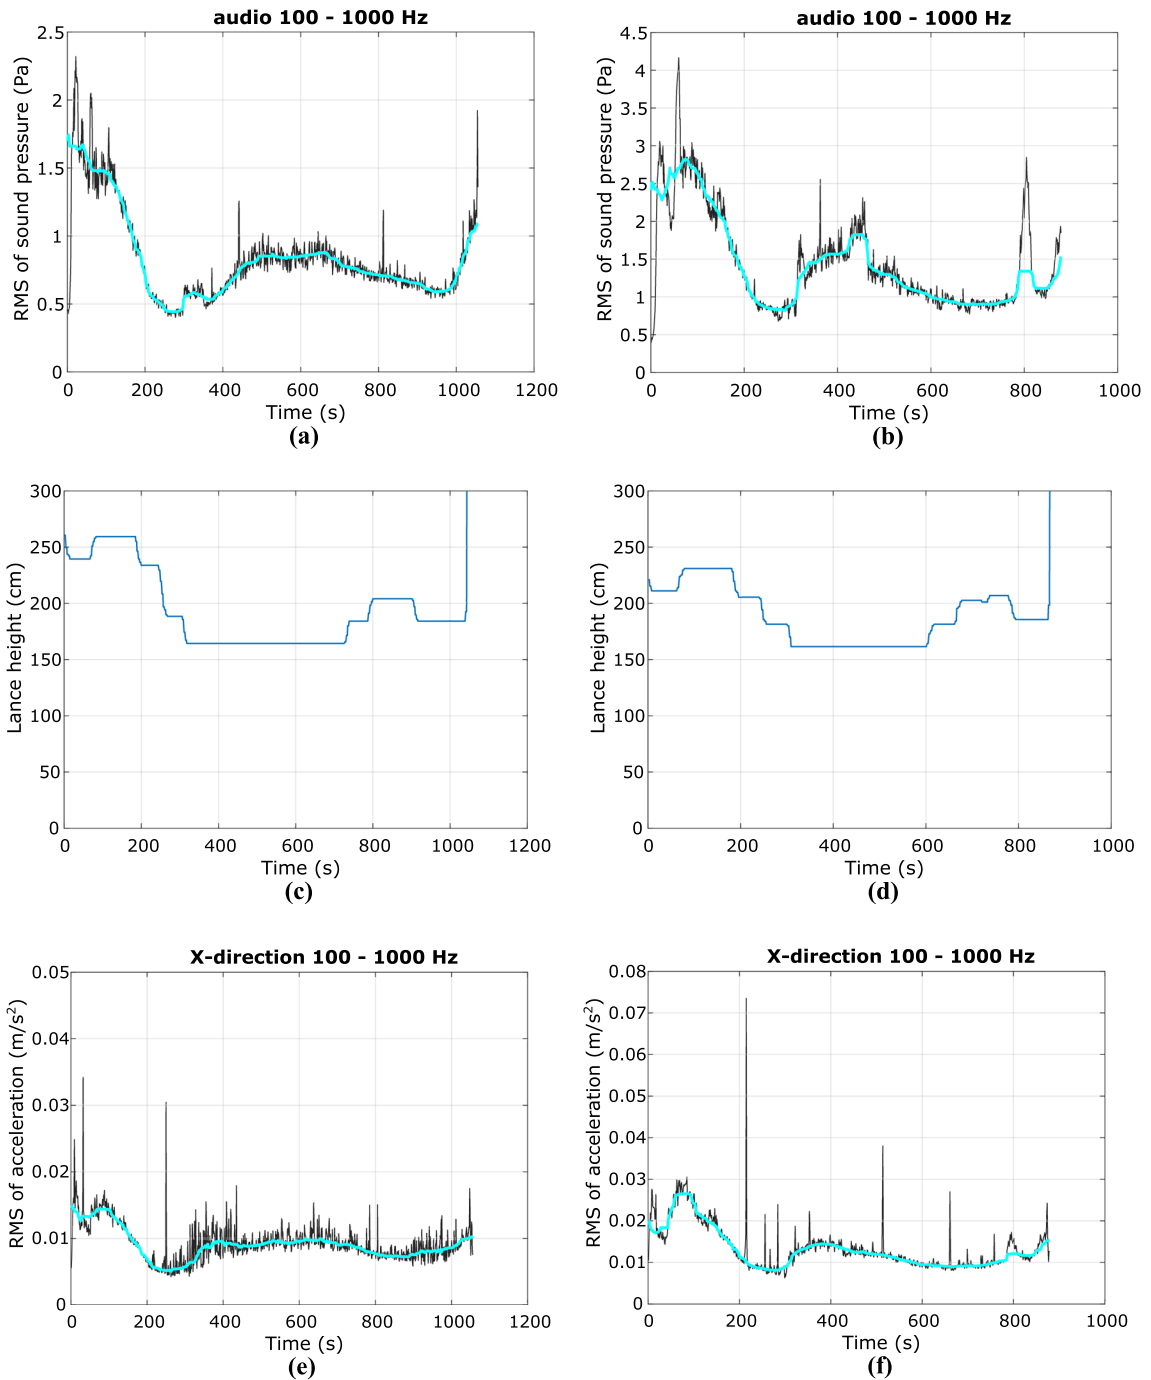 audio 100 - 1000 Hz
RMS of sound pressure (Pa)
2.5
2
1.5
1
0.5
0
0 200 400 600 800 1000 1200
Time (s)
(a)
audio 100 - 1000 Hz
RMS of sound pressure (Pa)
4.5
4
3.5
3
2.5
2
1.5
1
0.5
0
0 200 400 600 800 1000
Time (s)
(b)
Lance height (cm)
300
250
200
150
100
50
0
0 200 400 600 800 1000 1200
Time (s)
(c)
Lance height (cm)
300
250
200
150
100
50
0
0 200 400 600 800 1000
Time (s)
(d)
X-direction 100 - 1000 Hz
RMS of acceleration (m/s²)
0.05
0.04
0.03
0.02
0.01
0
0 200 400 600 800 1000 1200
Time (s)
(e)
X-direction 100 - 1000 Hz
RMS of acceleration (m/s²)
0.08
0.07
0.06
0.05
0.04
0.03
0.02
0.01
0
0 200 400 600 800 1000
Time (s)
(f)